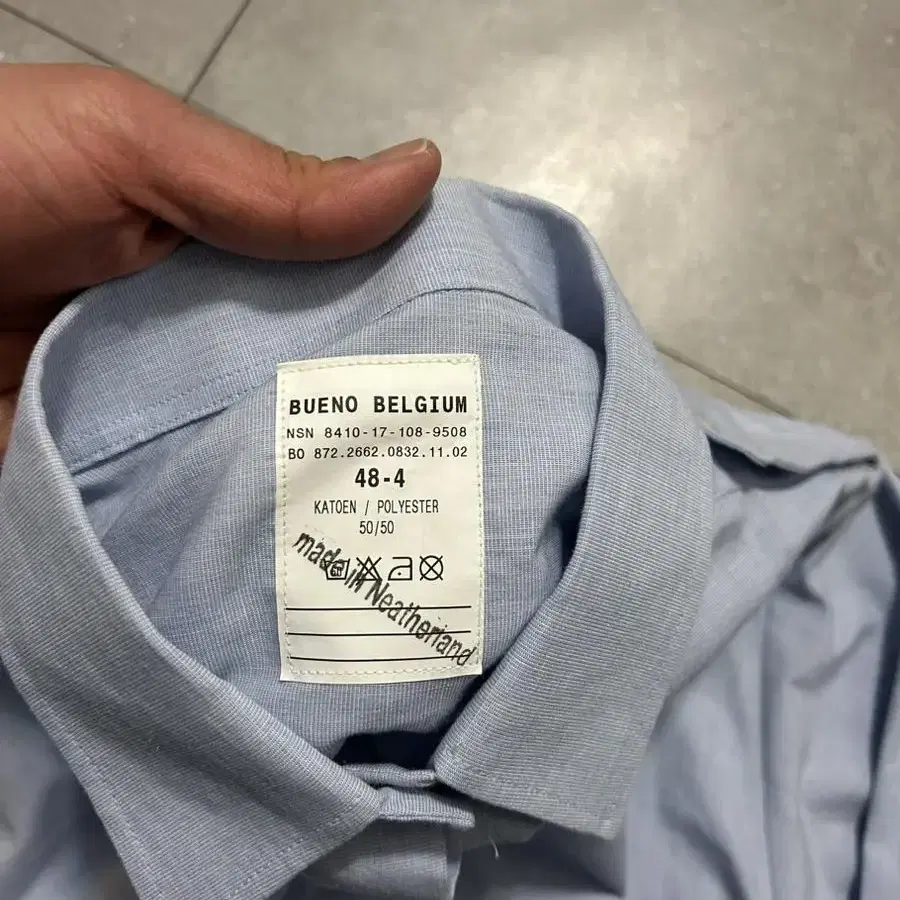 BUENO BELGIUM
NSN 8410-17-108-9508
BO 872.2662.0832.11.02
48-4
KATOEN / POLYESTER
50/50
made in Neatherland